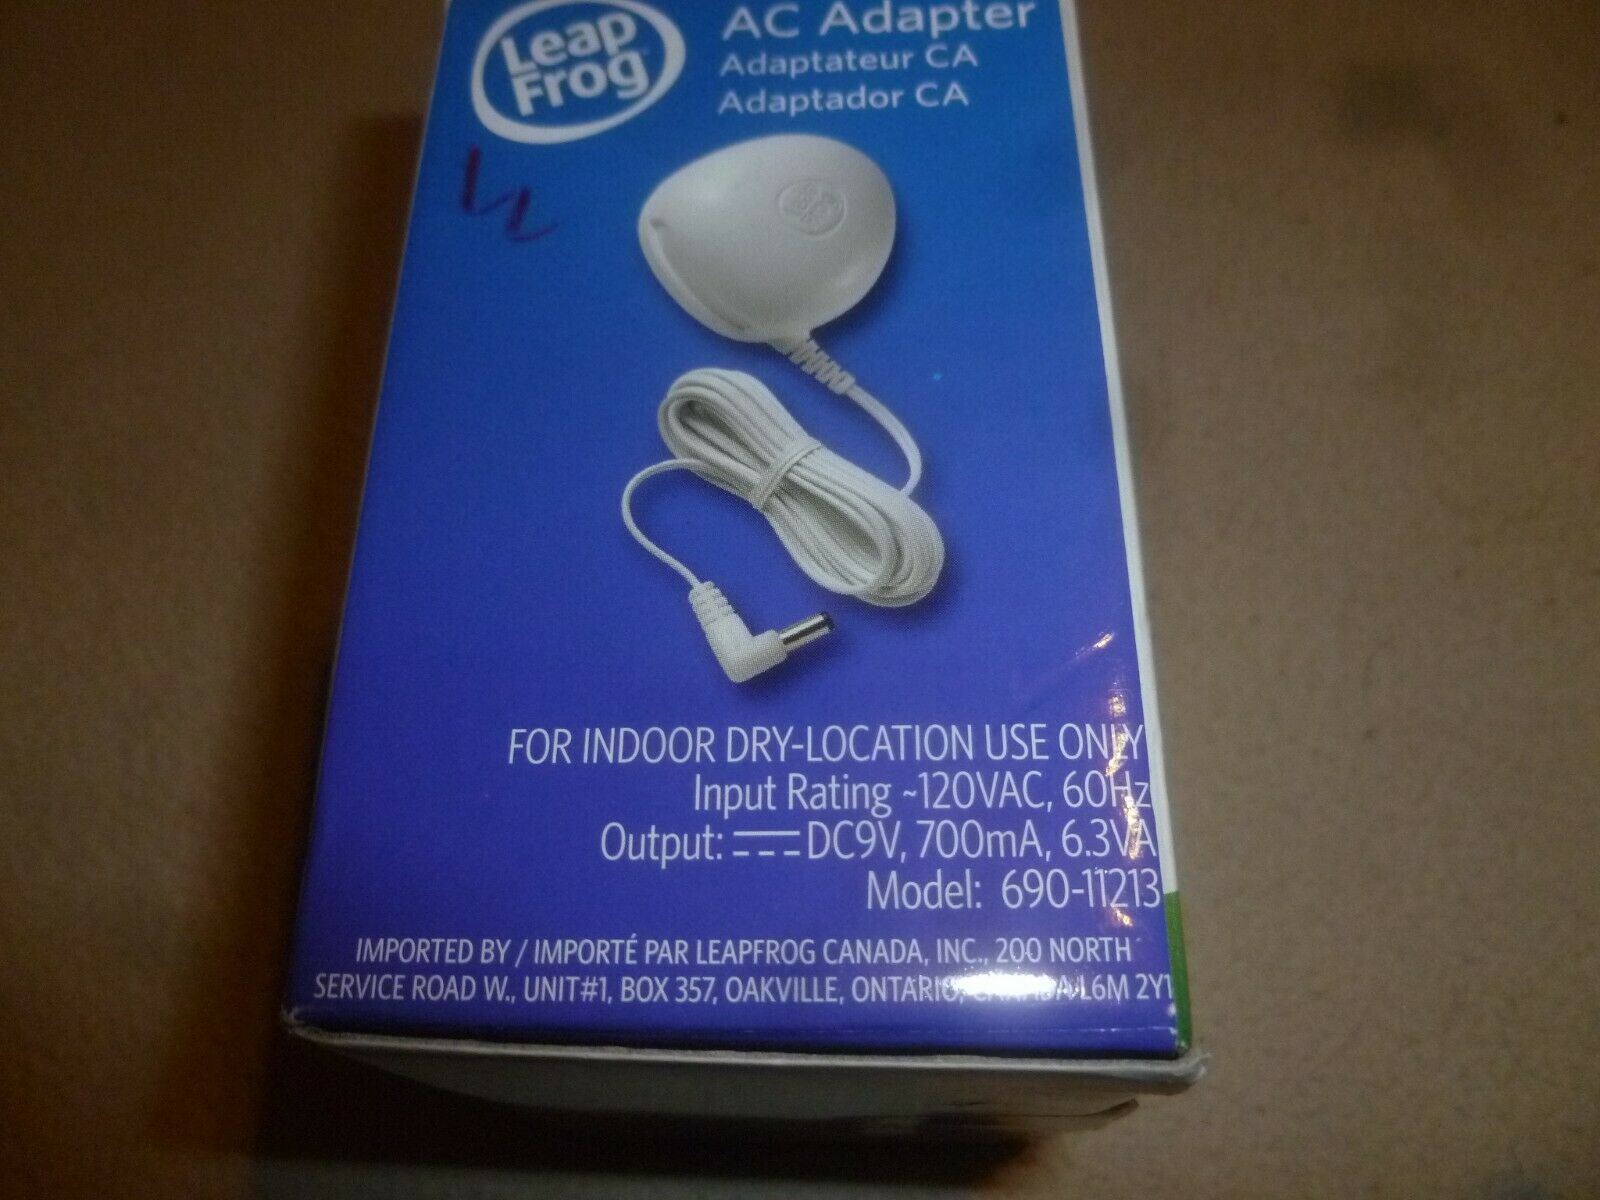 Leap
Frog
AC Adapter
Adaptateur CA
Adaptador CA
Leap
Frog
FOR INDOOR DRY-LOCATION USE ONLY
Input Rating ~120VAC, 60Hz
Output: DC9V, 700mA, 6.3VA
Model: 690-11213
IMPORTED BY / IMPORTÉ PAR LEAPFROG CANADA, INC., 200 NORTH
SERVICE ROAD W., UNIT#1, BOX 357, OAKVILLE, ONTARIO, CANADA L6M 2Y1